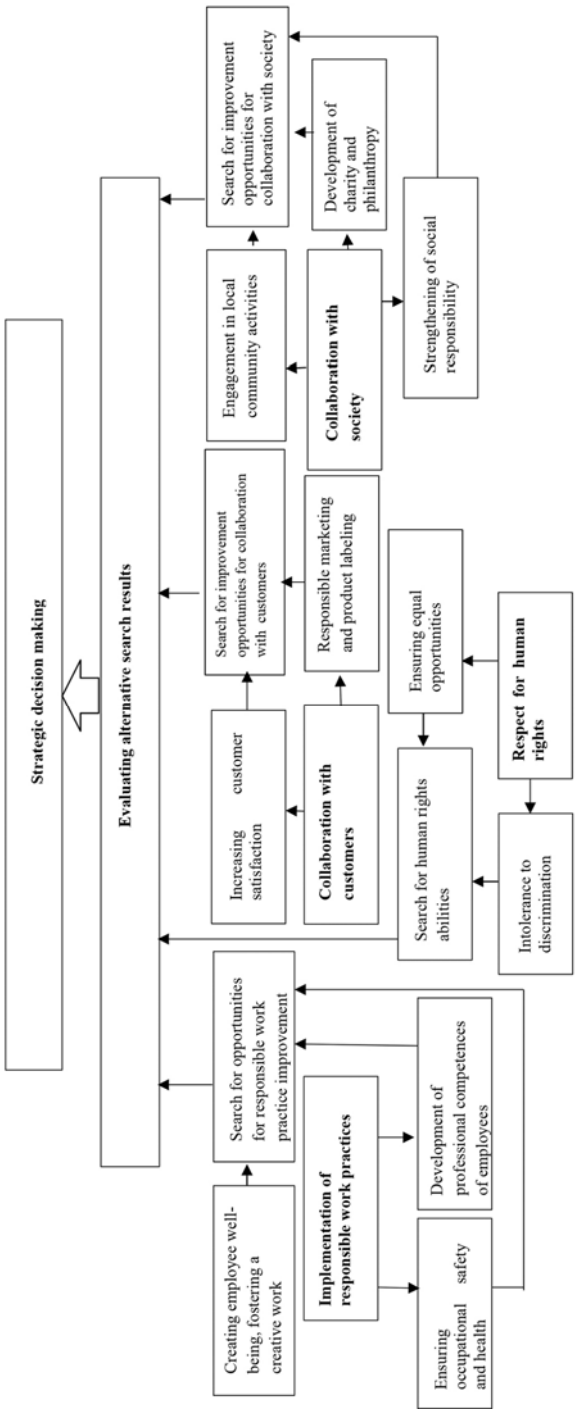 Strategic decision making
Evaluating alternative search results
Creating employee well-
being, fostering a
creative work
Search for opportunities
for responsible work
practice improvement
Increasing customer
satisfaction
Search for improvement
opportunities for collaboration
with customers
Engagement in local
community activities
Search for improvement
opportunities for
collaboration with society
Implementation of
responsible work practices
Collaboration with
customers
Responsible marketing
and product labeling
Collaboration with
society
Development of
charity and
philanthropy
Ensuring
occupational safety
and health
Development of
professional competences
of employees
Search for human rights
abilities
Ensuring equal
opportunities
Strengthening of social
responsibility
Intolerance to
discrimination
Respect for human
rights